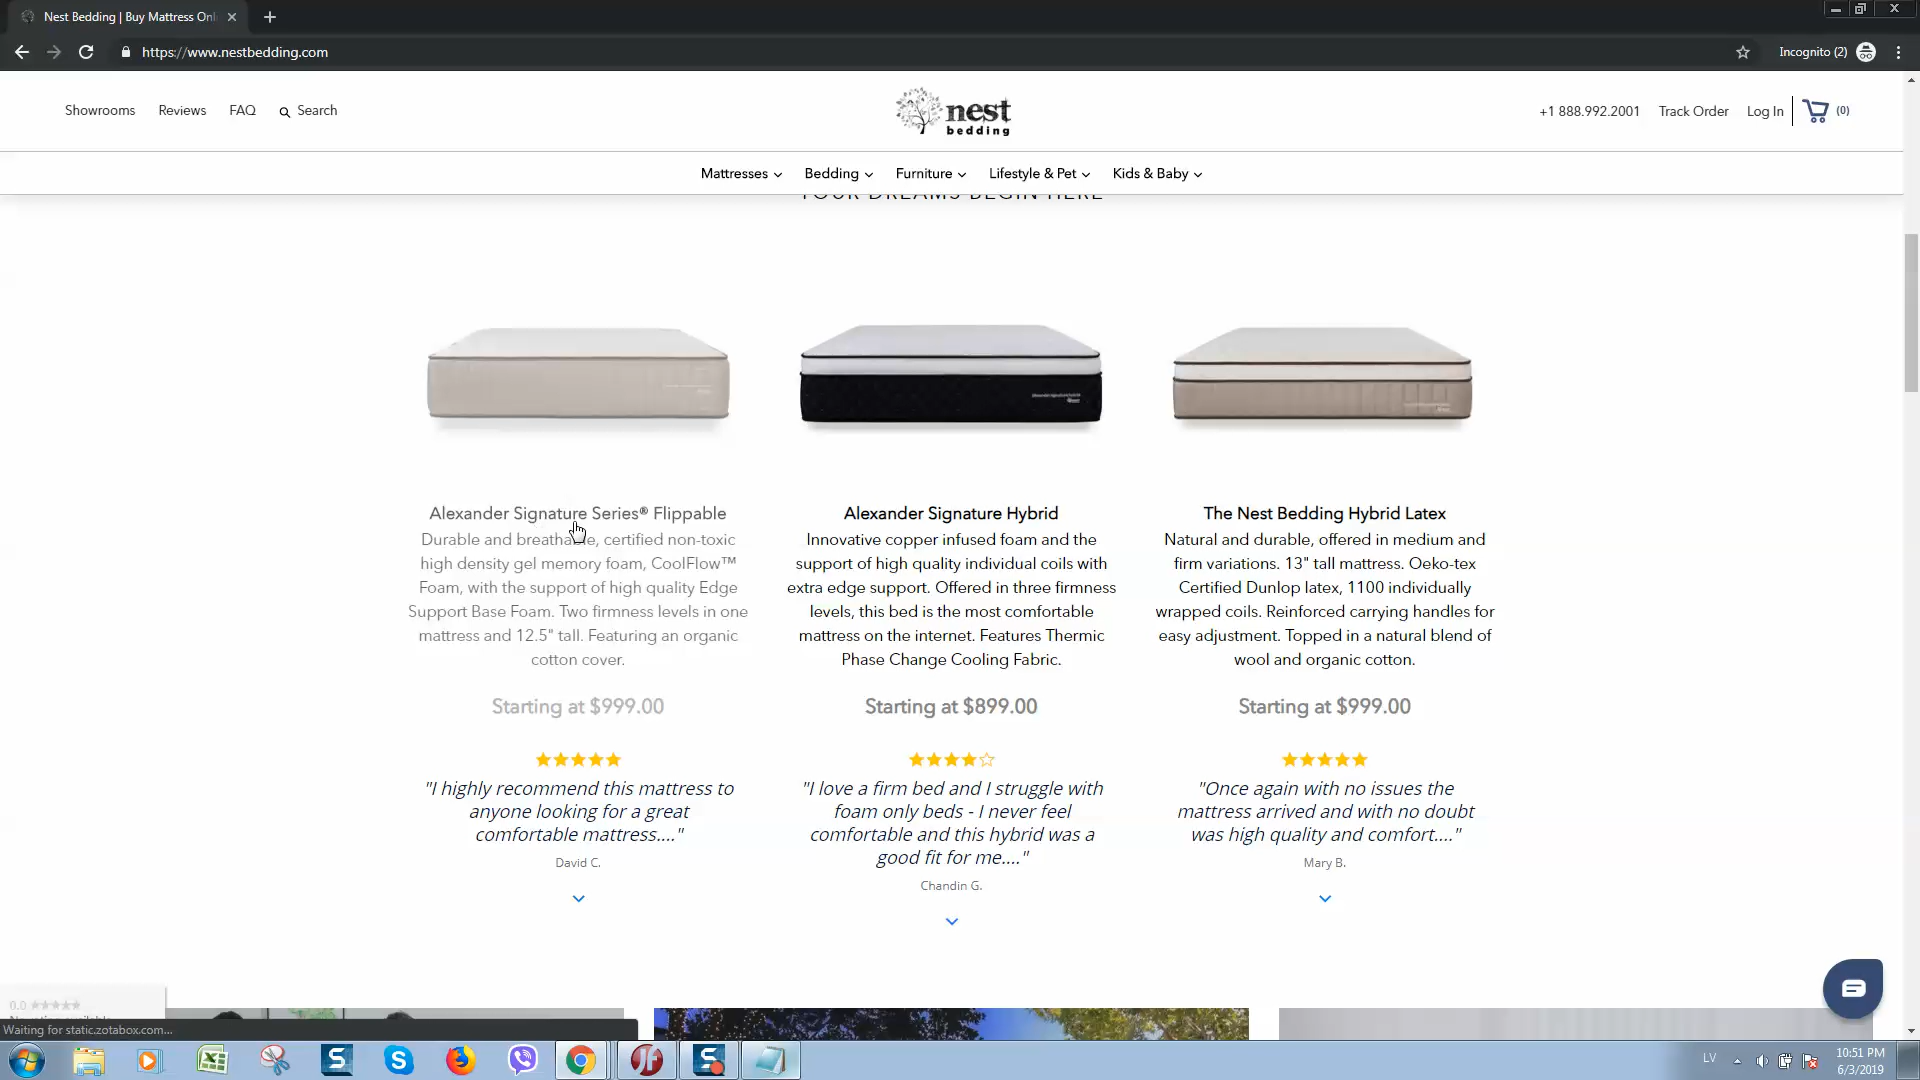 Nest Bedding | Buy Mattress Onl
https://www.nestbedding.com
Incognito (2)
Showrooms
Reviews
FAQ
Search
nest
bedding
+1 888.992.2001
Track Order
Log In
(0)
Mattresses
Bedding
Furniture
Lifestyle & Pet
Kids & Baby
YOUR DREAMS BEGIN HERE
Alexander Signature Series® Flippable
Durable and breathable, certified non-toxic
high density gel memory foam, CoolFlow™
Foam, with the support of high quality Edge
Support Base Foam. Two firmness levels in one
mattress and 12.5" tall. Featuring an organic
cotton cover.
Starting at $999.00
"I highly recommend this mattress to
anyone looking for a great
comfortable mattress...."
David C.
Alexander Signature Hybrid
Innovative copper infused foam and the
support of high quality individual coils with
extra edge support. Offered in three firmness
levels, this bed is the most comfortable
mattress on the internet. Features Thermic
Phase Change Cooling Fabric.
Starting at $899.00
"I love a firm bed and I struggle with
foam only beds - I never feel
comfortable and this hybrid was a
good fit for me...."
Chandin G.
The Nest Bedding Hybrid Latex
Natural and durable, offered in medium and
firm variations. 13" tall mattress. Oeko-tex
Certified Dunlop latex, 1100 individually
wrapped coils. Reinforced carrying handles for
easy adjustment. Topped in a natural blend of
wool and organic cotton.
Starting at $999.00
"Once again with no issues the
mattress arrived and with no doubt
was high quality and comfort...."
Mary B.
0.0
Waiting for static.zotabox.com...
LV
10:51 PM
6/3/2019